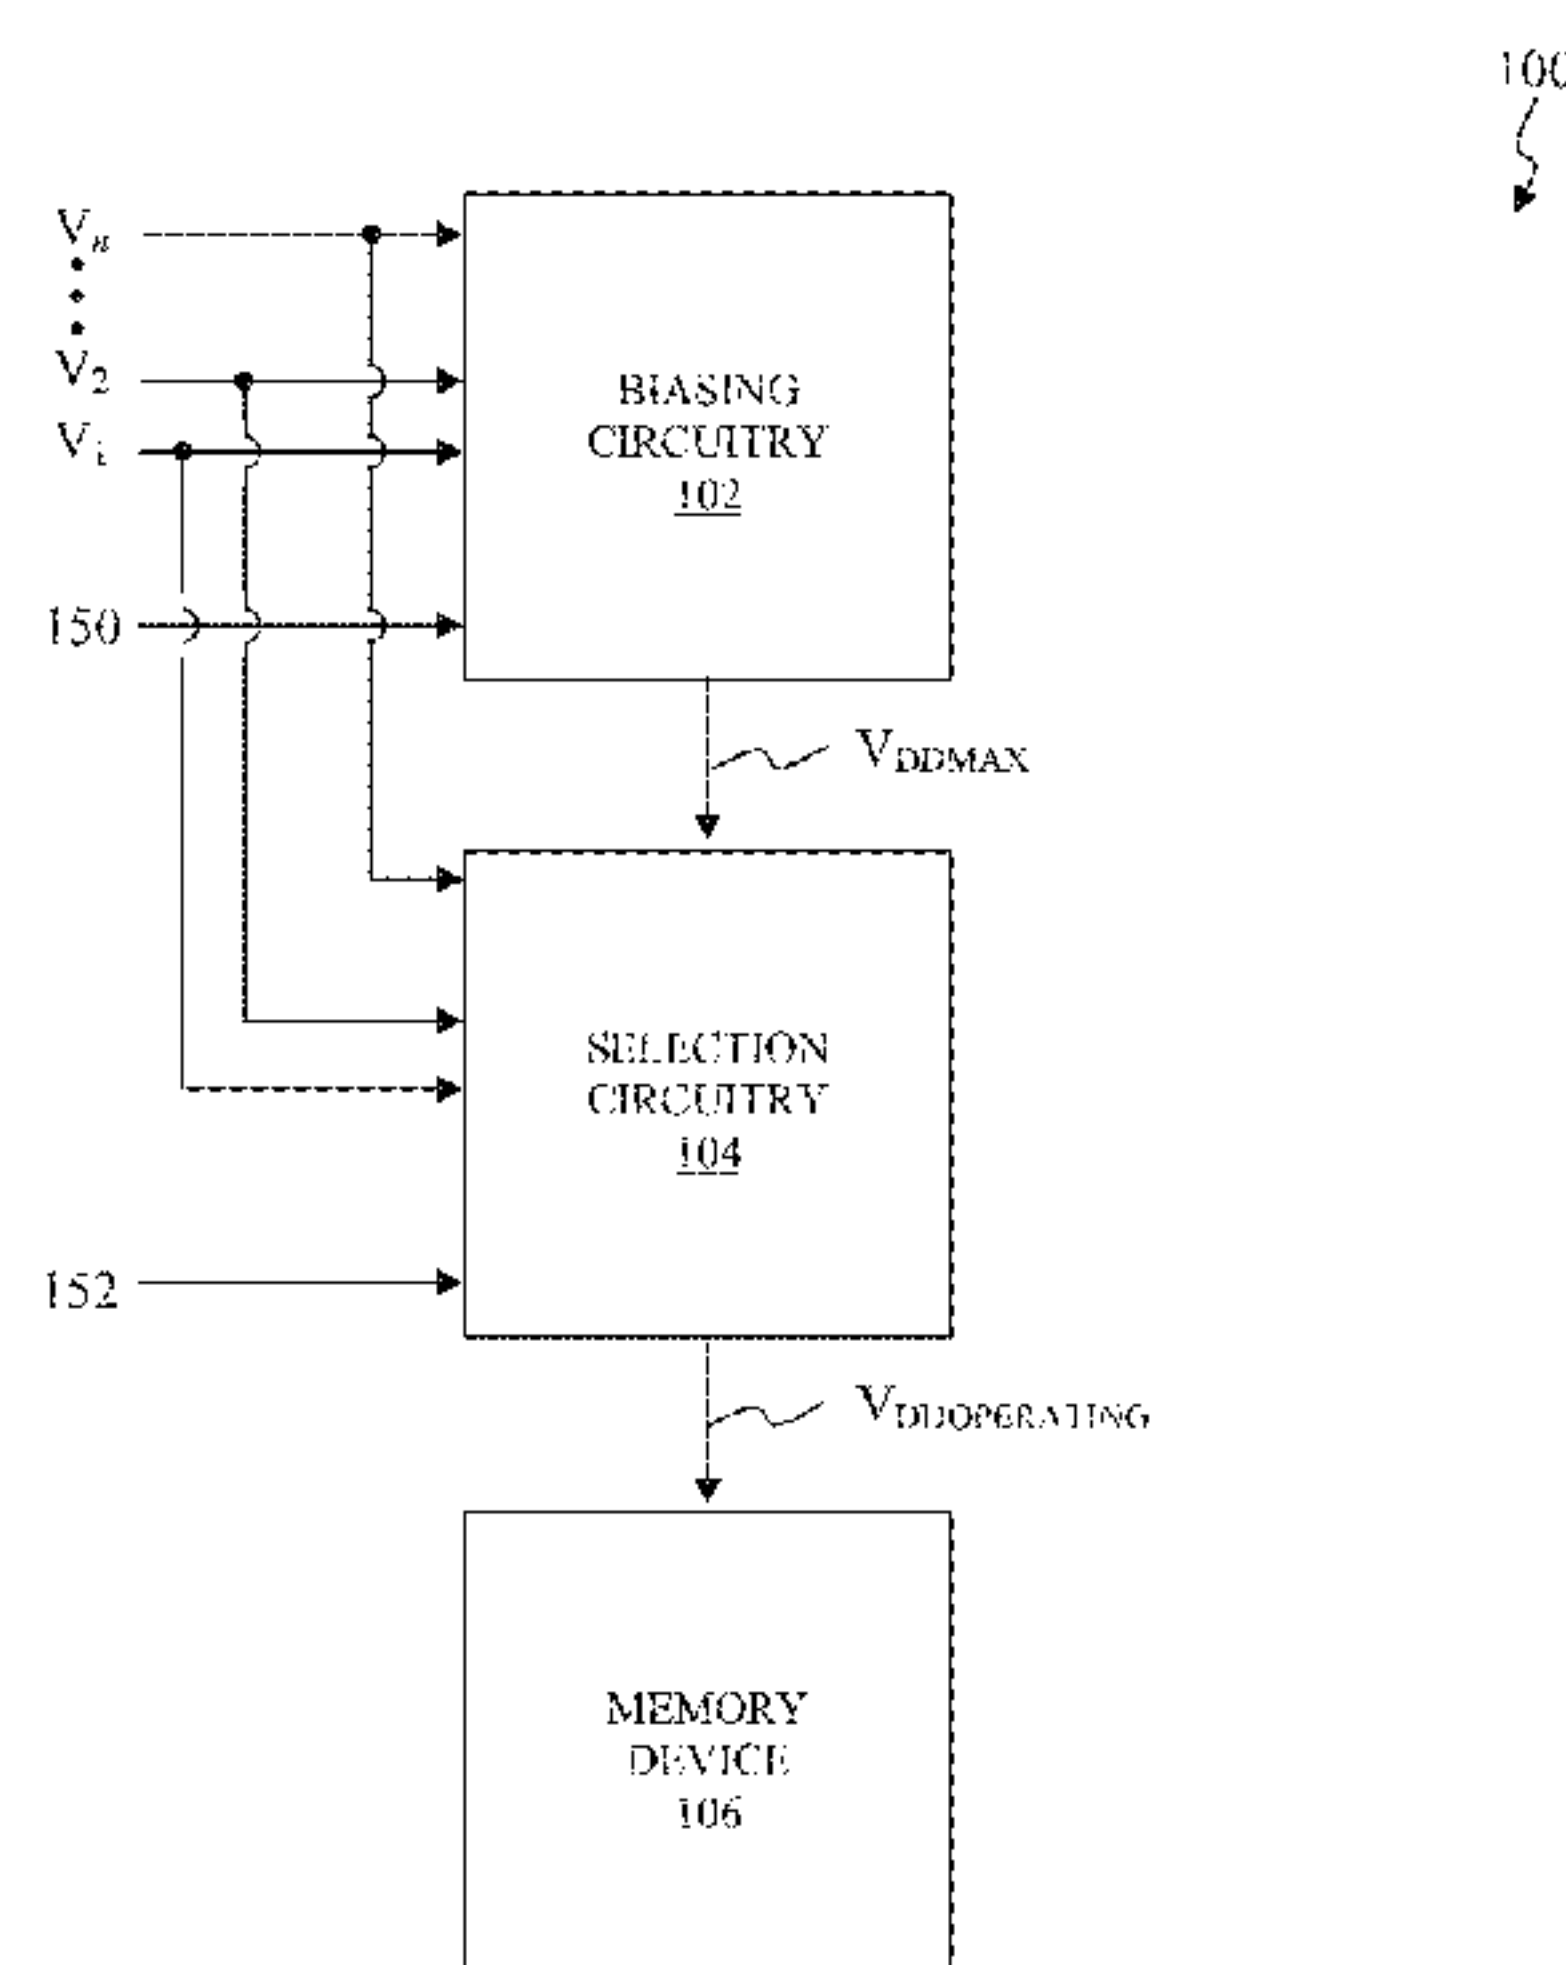 100
Vn
V2
V1
BIASING
CIRCUITRY
102
150
VDDMAX
SELECTION
CIRCUITRY
104
152
VDDOPERATING
MEMORY
DEVICE
106